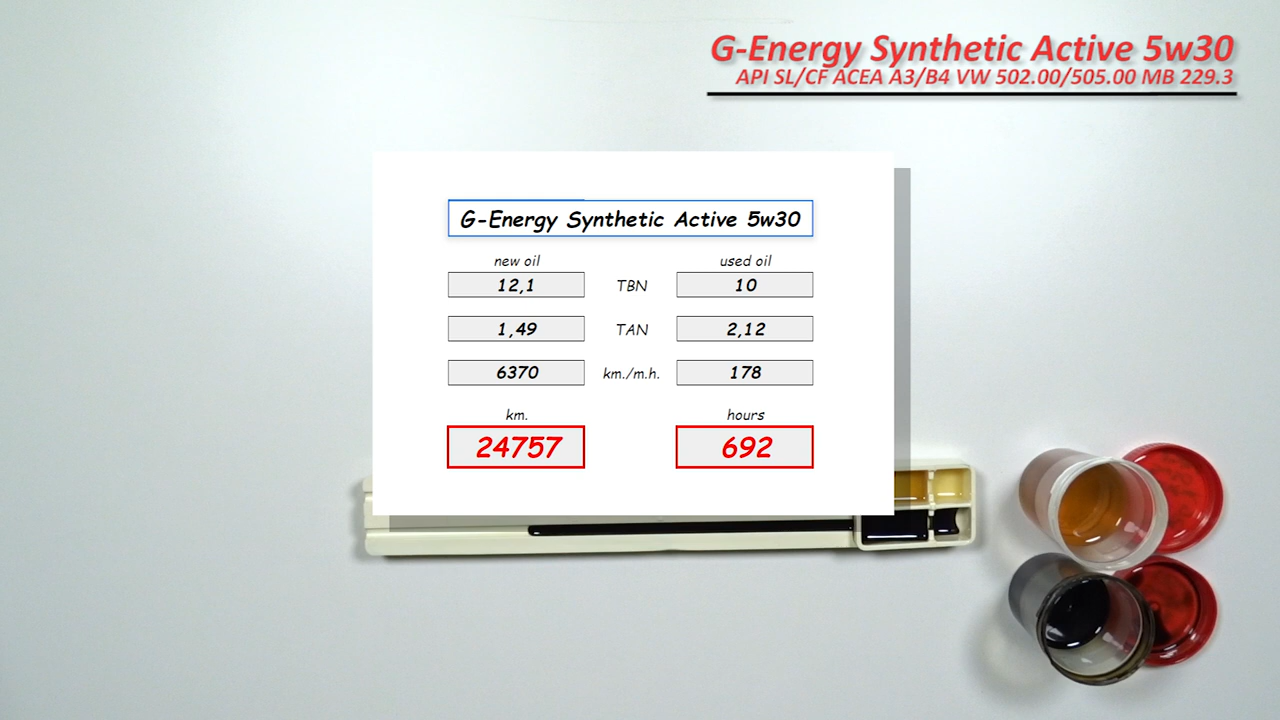 G-Energy Synthetic Active 5w30
API SL/CF ACEA A3/B4 VW 502.00/505.00 MB 229.3
G-Energy Synthetic Active 5w30
new oil used oil
12,1 TBN 10
1,49 TAN 2,12
6370 km./m.h. 178
km. hours
24757 692